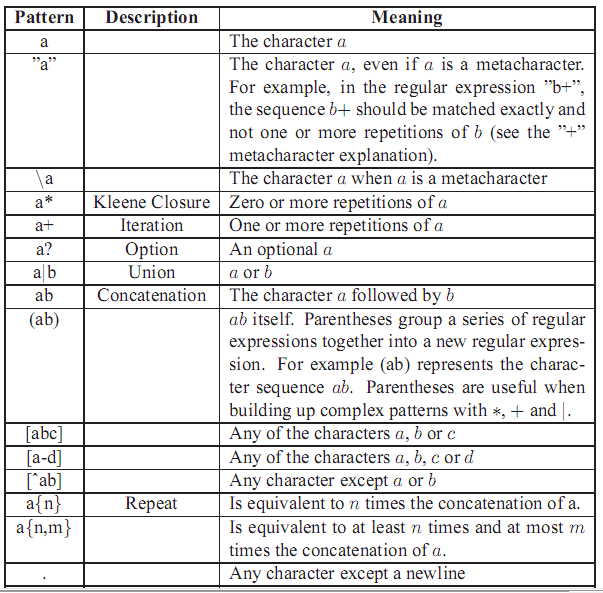 Pattern Description Meaning
a The character a
”a” The character a, even if a is a metacharacter.
For example, in the regular expression ”b+”,
the sequence b+ should be matched exactly and
not one or more repetitions of b (see the ”+”
metacharacter explanation).
\a The character a when a is a metacharacter
a* Kleene Closure Zero or more repetitions of a
a+ Iteration One or more repetitions of a
a? Option An optional a
a|b Union a or b
ab Concatenation The character a followed by b
(ab) ab itself. Parentheses group a series of regular
expressions together into a new regular expres-
sion. For example (ab) represents the charac-
ter sequence ab. Parentheses are useful when
building up complex patterns with ∗, + and |.
[abc] Any of the characters a, b or c
[a-d] Any of the characters a, b, c or d
[ˆab] Any character except a or b
a{n} Repeat Is equivalent to n times the concatenation of a.
a{n,m} Is equivalent to at least n times and at most m
times the concatenation of a.
. Any character except a newline